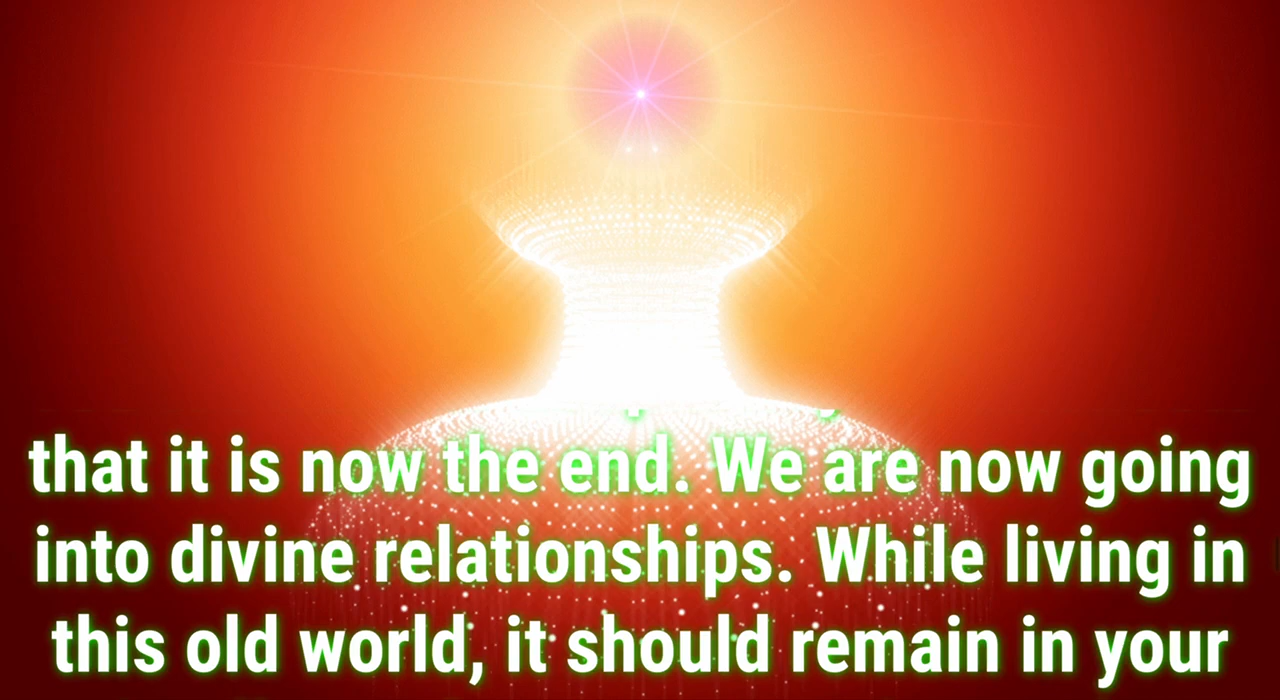 that it is now the end. We are now going
into divine relationships. While living in
this old world, it should remain in your